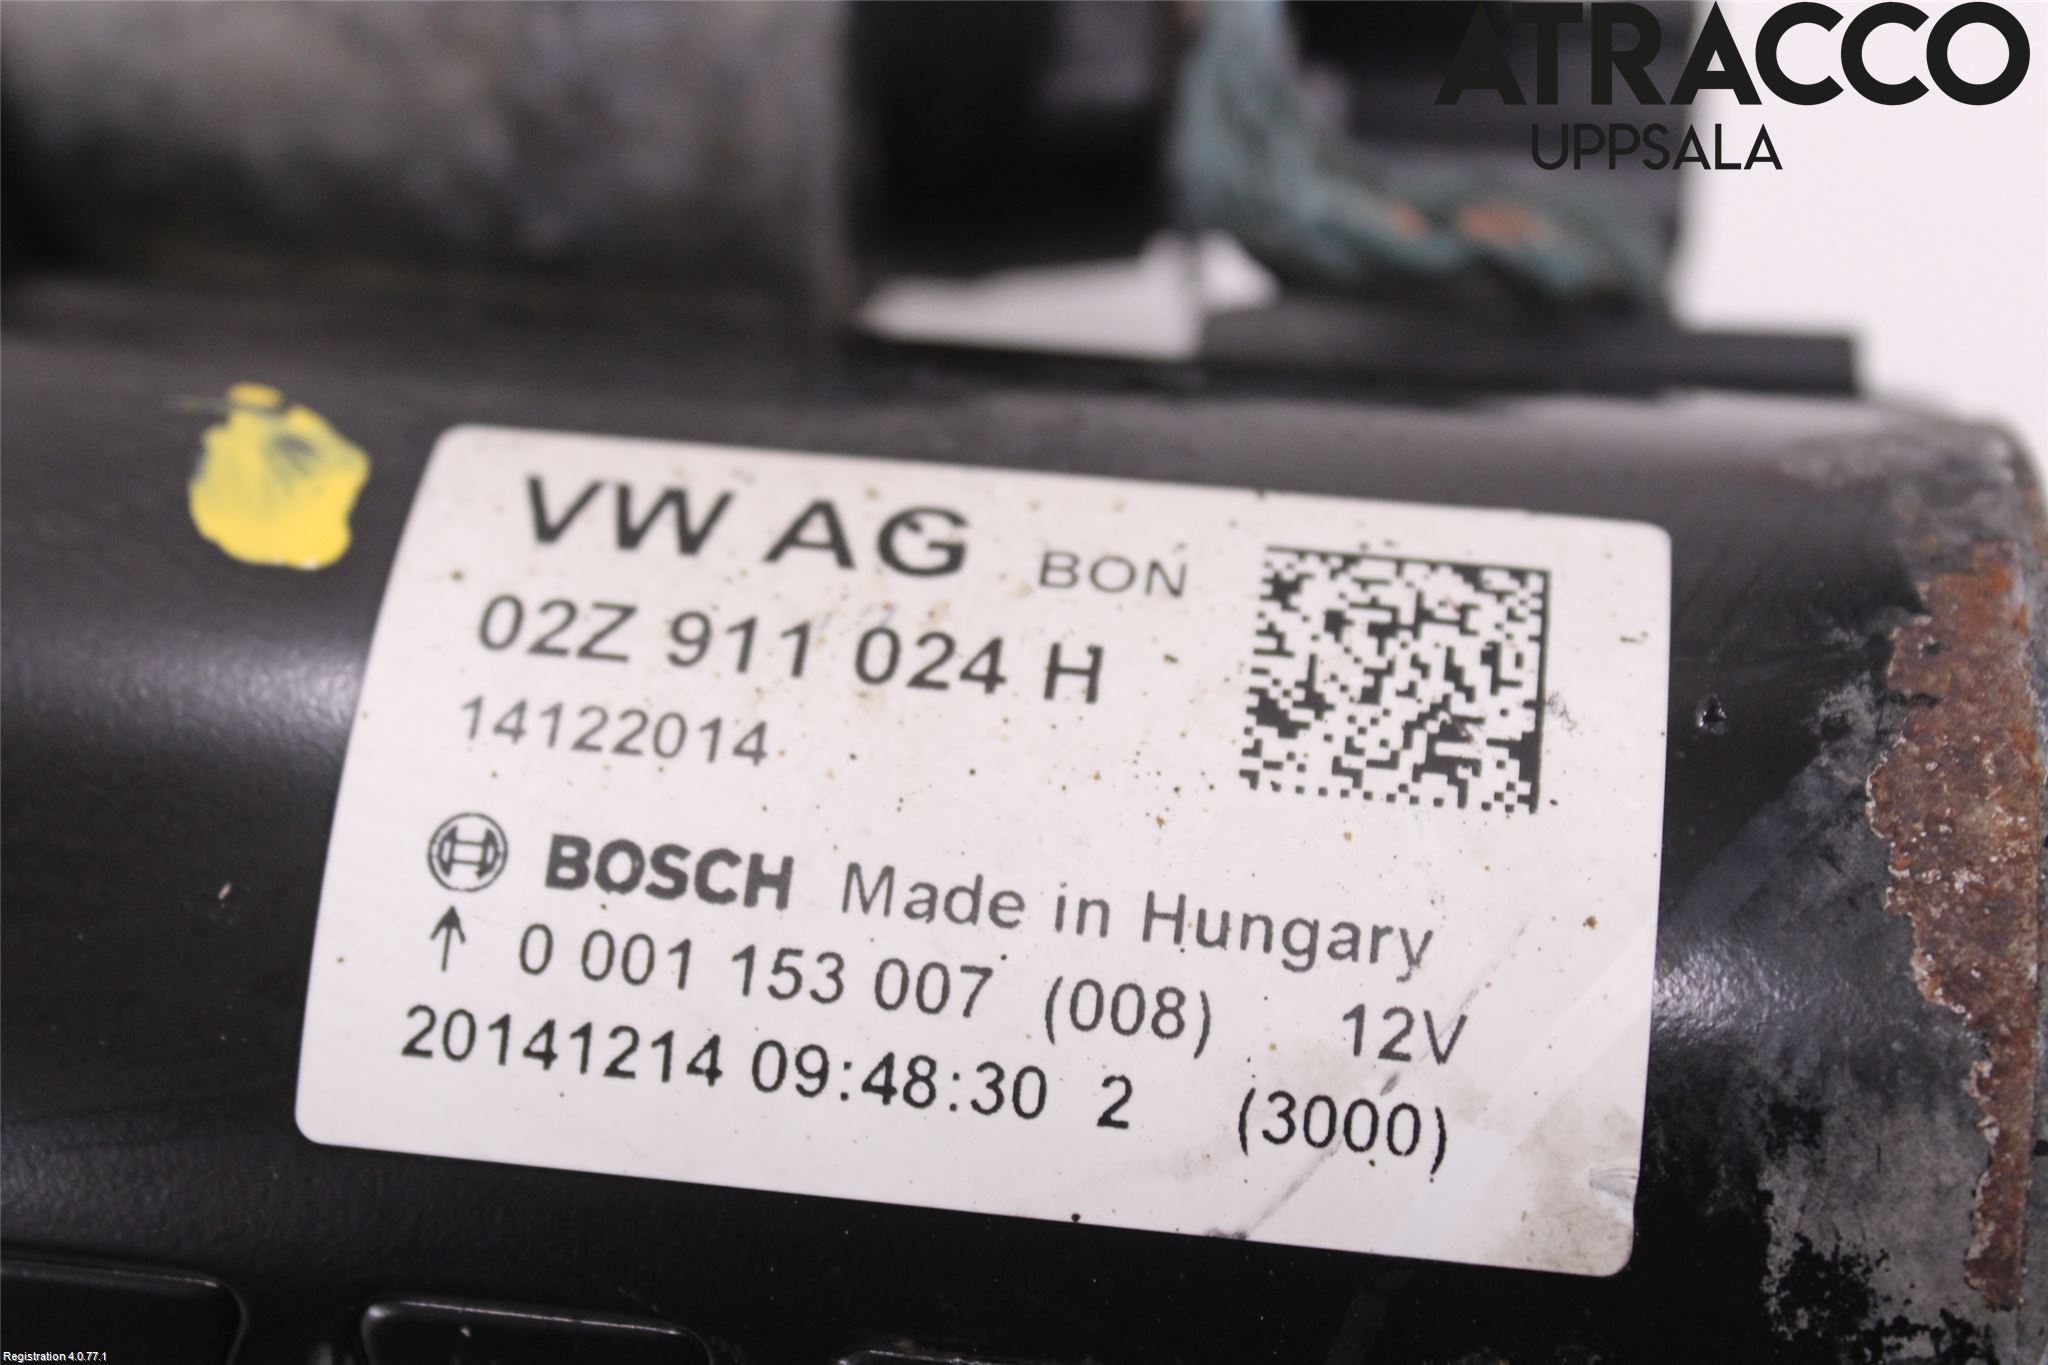 ATRACCO
UPPSALA
VW AG BON
02Z 911 024 H
14122014
BOSCH Made in Hungary
↑ 0 001 153 007 (008) 12V
20141214 09:48:30 2 (3000)
Registration 4.0.77.1